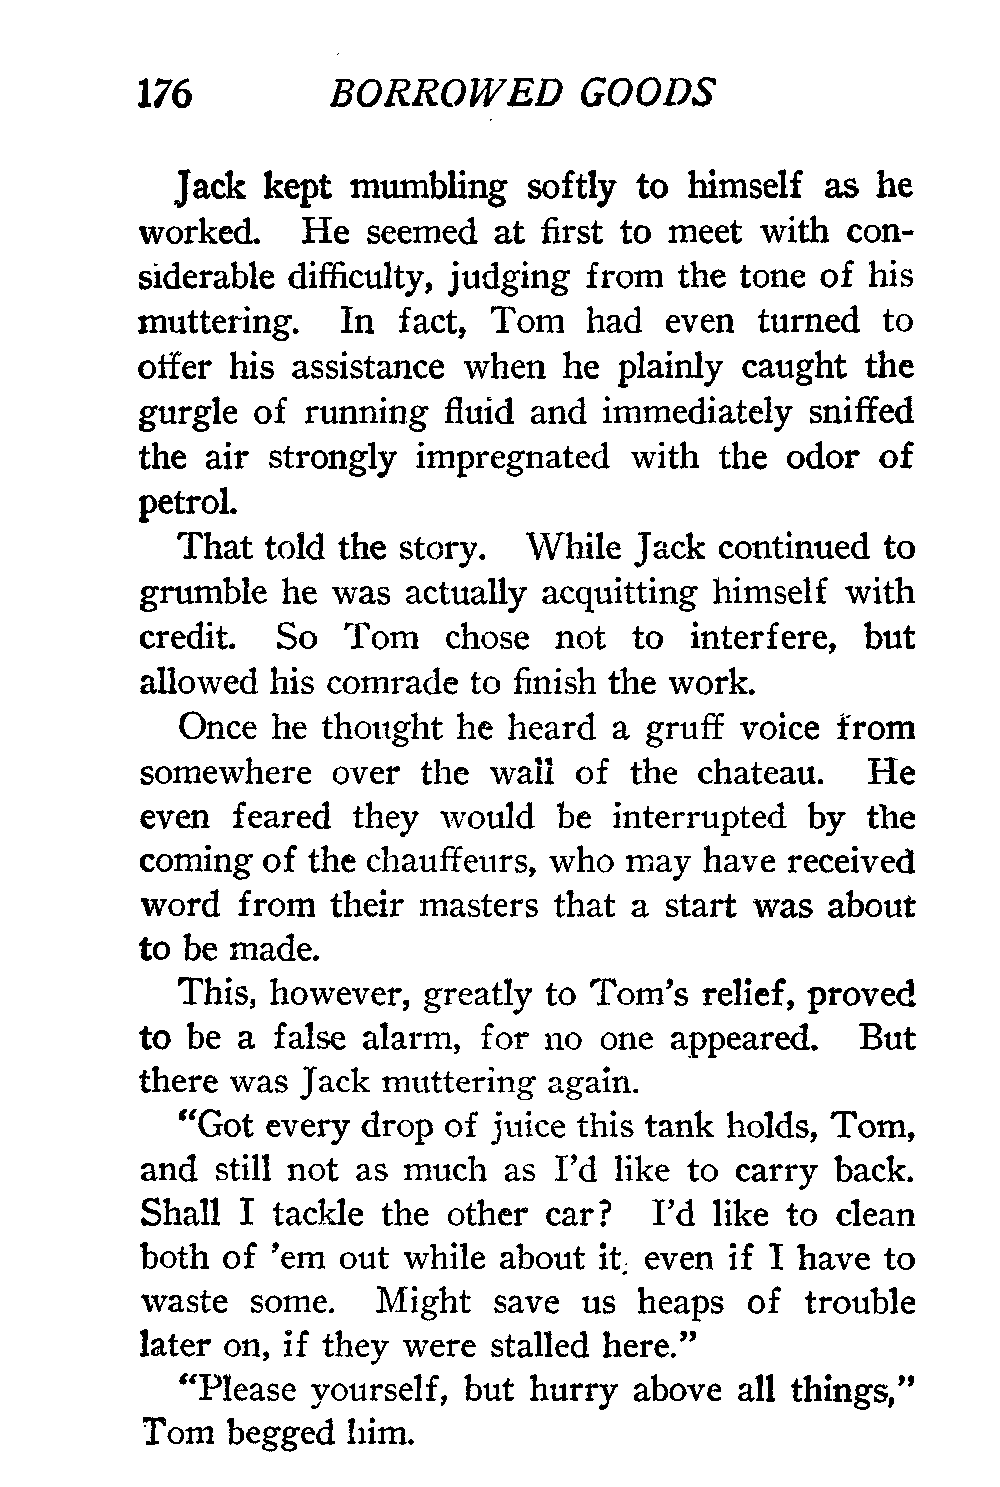 176 BORROWED GOODS
Jack kept mumbling softly to himself as he
worked. He seemed at first to meet with con-
siderable difficulty, judging from the tone of his
muttering. In fact, Tom had even turned to
offer his assistance when he plainly caught the
gurgle of running fluid and immediately sniffed
the air strongly impregnated with the odor of
petrol.
That told the story. While Jack continued to
grumble he was actually acquitting himself with
credit. So Tom chose not to interfere, but
allowed his comrade to finish the work.
Once he thought he heard a gruff voice from
somewhere over the wall of the chateau. He
even feared they would be interrupted by the
coming of the chauffeurs, who may have received
word from their masters that a start was about
to be made.
This, however, greatly to Tom's relief, proved
to be a false alarm, for no one appeared. But
there was Jack muttering again.
"Got every drop of juice this tank holds, Tom,
and still not as much as I'd like to carry back.
Shall I tackle the other car? I'd like to clean
both of 'em out while about it, even if I have to
waste some. Might save us heaps of trouble
later on, if they were stalled here."
"Please yourself, but hurry above all things,"
Tom begged him.